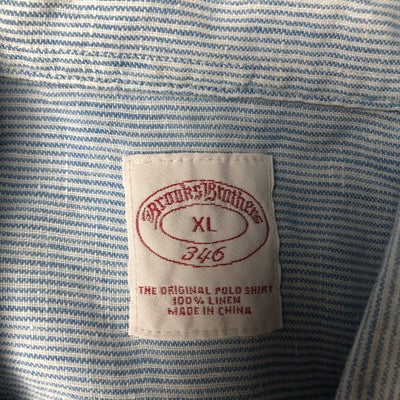 Brooks Brothers
XL
346
THE ORIGINAL POLO SHIRT
100% LINEN
MADE IN CHINA